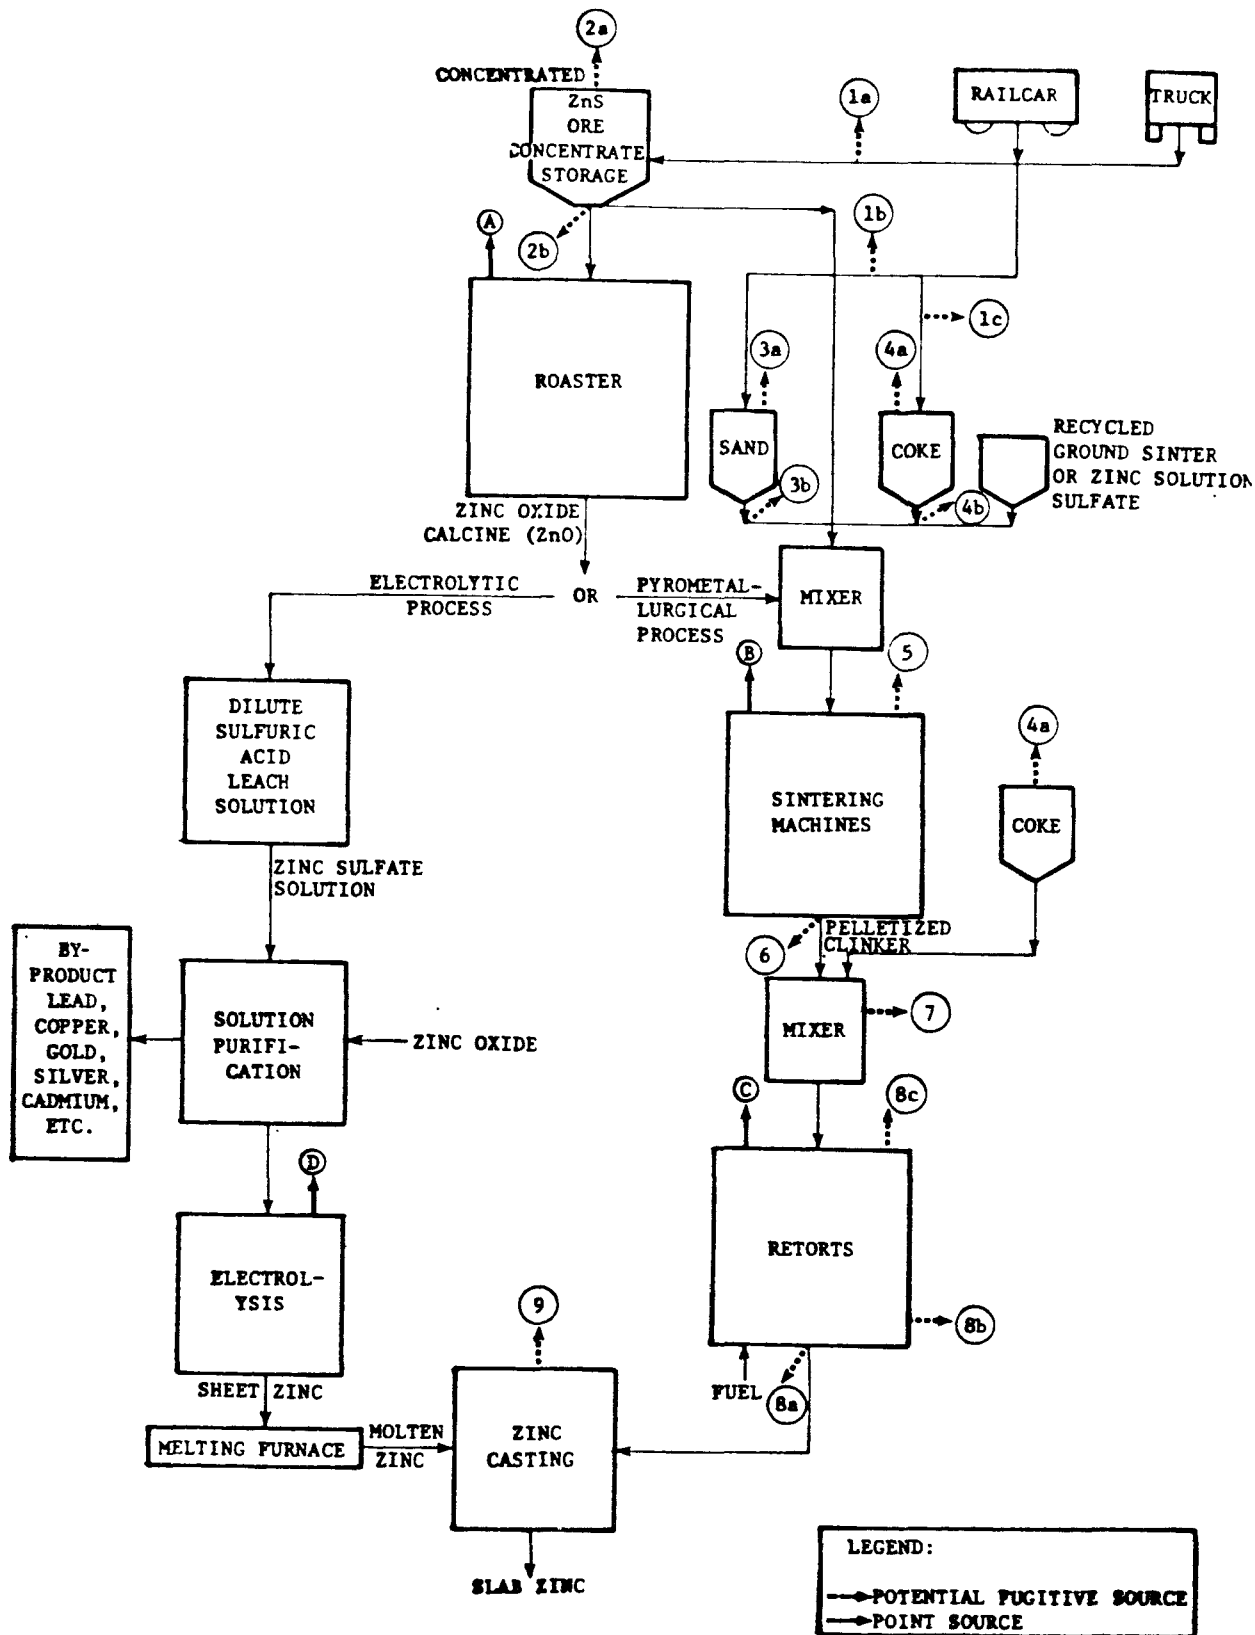 2a
CONCENTRATED
ZnS
ORE
CONCENTRATE
STORAGE
1a
RAILCAR
TRUCK
A
2b
1b
1c
3a
4a
ROASTER
SAND
COKE
RECYCLED
GROUND SINTER
OR ZINC SOLUTION
SULFATE
3b
4b
ZINC OXIDE
CALCINE (ZnO)
ELECTROLYTIC
PROCESS
OR
PYROMETAL-
LURGICAL
PROCESS
MIXER
B
5
DILUTE
SULFURIC
ACID
LEACH
SOLUTION
4a
SINTERING
MACHINES
COKE
ZINC SULFATE
SOLUTION
PELLETIZED
CLINKER
6
BY-
PRODUCT
LEAD,
COPPER,
GOLD,
SILVER,
CADMIUM,
ETC.
SOLUTION
PURIFI-
CATION
ZINC OXIDE
MIXER
7
C
8c
D
ELECTROL-
YSIS
RETORTS
9
8b
FUEL
8a
SHEET ZINC
MELTING FURNACE
MOLTEN
ZINC
ZINC
CASTING
SLAB ZINC
LEGEND:
POTENTIAL FUGITIVE SOURCE
POINT SOURCE